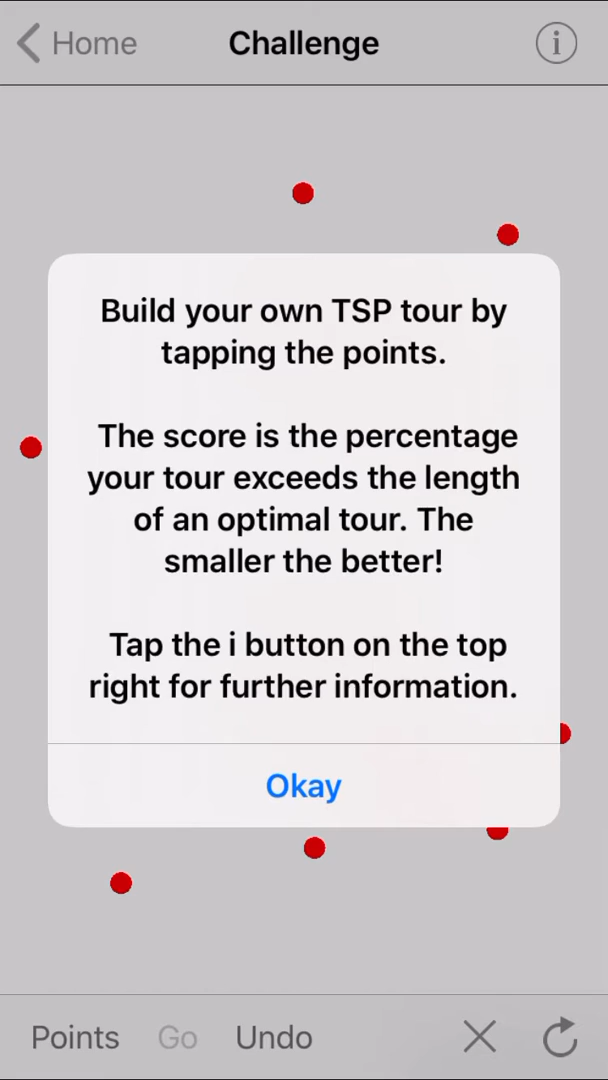 Home
Challenge
i
Build your own TSP tour by
tapping the points.
The score is the percentage
your tour exceeds the length
of an optimal tour. The
smaller the better!
Tap the i button on the top
right for further information.
Okay
Points
Go
Undo